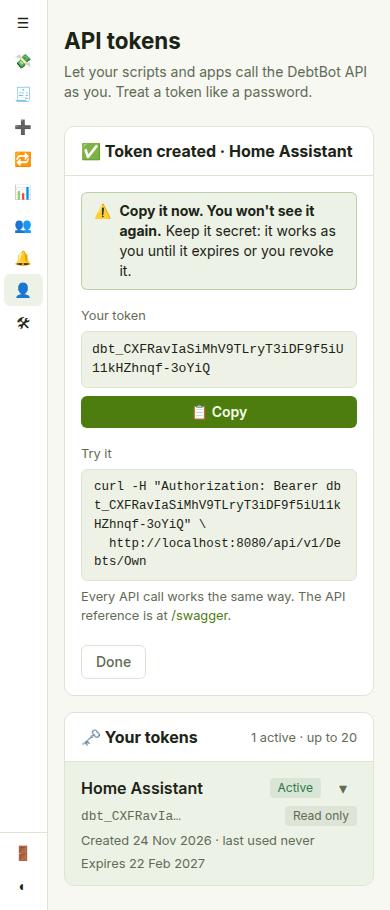 API tokens
Let your scripts and apps call the DebtBot API
as you. Treat a token like a password.
Token created · Home Assistant
Copy it now. You won't see it
again. Keep it secret: it works as
you until it expires or you revoke
it.
Your token
dbt_CXFRavIaSiMhV9TLryT3iDF9f5iU
11kHZhnqf-3oYiQ
Copy
Try it
curl -H "Authorization: Bearer db
t_CXFRavIaSiMhV9TLryT3iDF9f5iU11k
HZhnqf-3oYiQ" \
http://localhost:8080/api/v1/De
bts/Own
Every API call works the same way. The API
reference is at /swagger.
Done
Your tokens
1 active · up to 20
Home Assistant
Active
dbt_CXFRavIa…
Read only
Created 24 Nov 2026 · last used never
Expires 22 Feb 2027